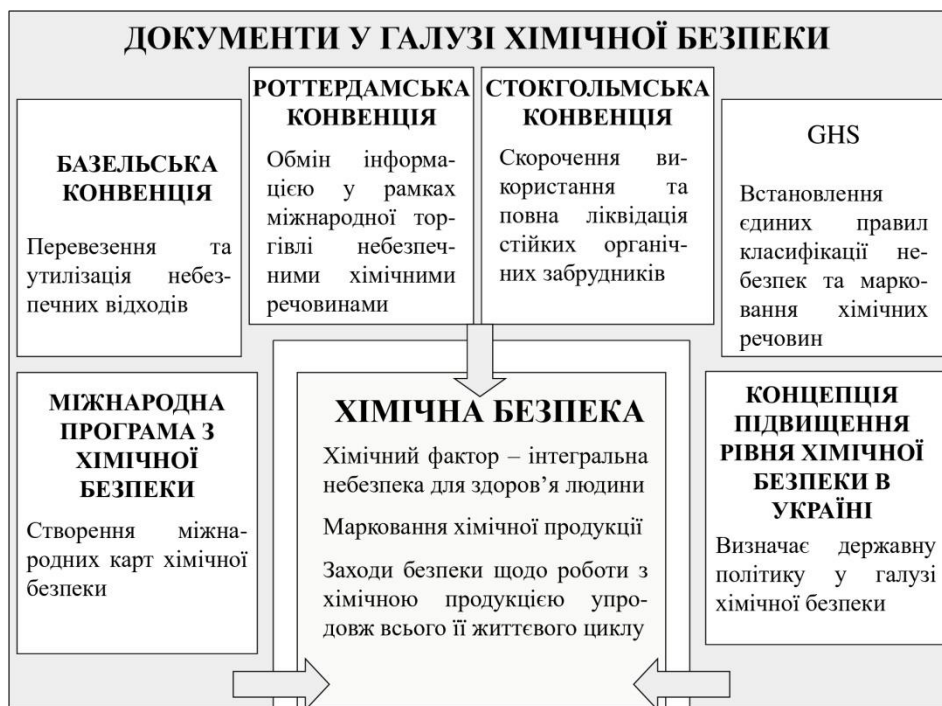 ДОКУМЕНТИ У ГАЛУЗІ ХІМІЧНОЇ БЕЗПЕКИ
БАЗЕЛЬСЬКА
КОНВЕНЦІЯ
Перевезення та
утилізація небез-
печних відходів
РОТТЕРДАМСЬКА
КОНВЕНЦІЯ
Обмін інформа-
цією у рамках
міжнародної тор-
гівлі небезпеч-
ними хімічними
речовинами
СТОКГОЛЬМСЬКА
КОНВЕНЦІЯ
Скорочення ви-
користання та
повна ліквідація
стійких органіч-
них забрудників
GHS
Встановлення
єдиних правил
класифікації не-
безпек та марко-
вання хімічних
речовин
МІЖНАРОДНА
ПРОГРАМА З
ХІМІЧНОЇ
БЕЗПЕКИ
Створення міжна-
родних карт хімічної
безпеки
ХІМІЧНА БЕЗПЕКА
Хімічний фактор – інтегральна
небезпека для здоров’я людини
Марковання хімічної продукції
Заходи безпеки щодо роботи з
хімічною продукцією упро-
довж всього її життєвого циклу
КОНЦЕПЦІЯ
ПІДВИЩЕННЯ
РІВНЯ ХІМІЧНОЇ
БЕЗПЕКИ В
УКРАЇНІ
Визначає державну
політику у галузі
хімічної безпеки